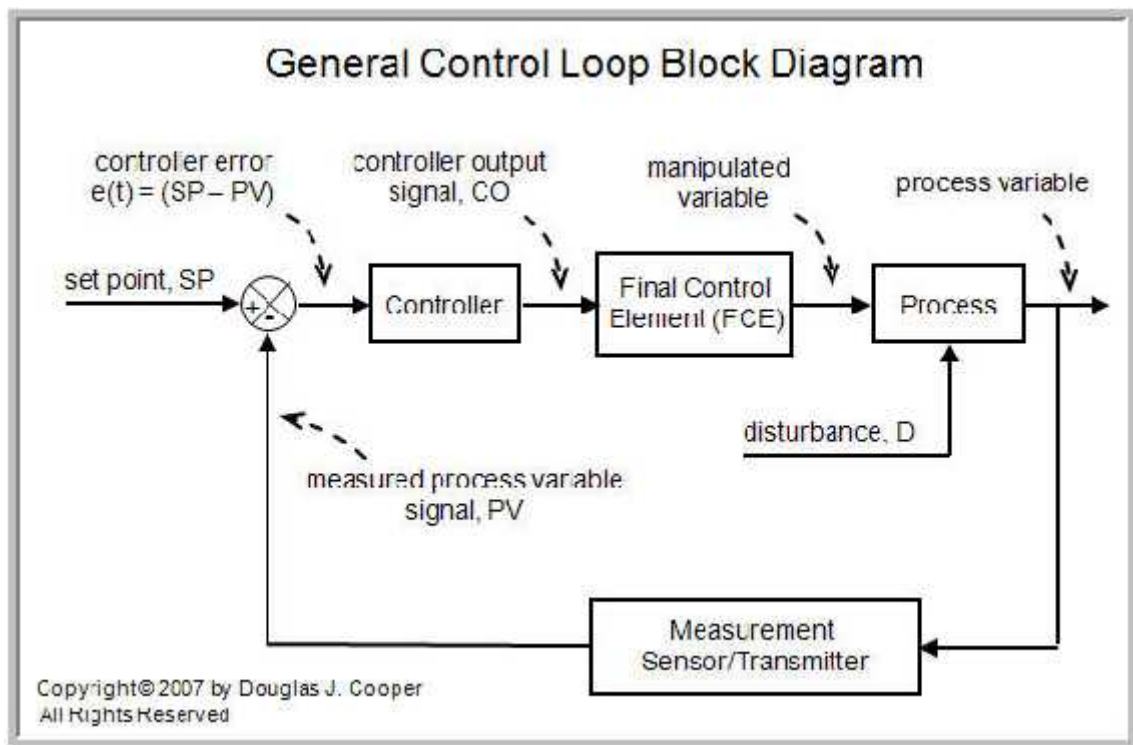 General Control Loop Block Diagram
controller error
e(t) = (SP – PV)
controller output
signal, CO
manipulated
variable
process variable
set point, SP
+
-
Controller
Final Control
Element (FCE)
Process
disturbance, D
measured process variable
signal, PV
Measurement
Sensor/Transmitter
Copyright© 2007 by Douglas J. Cooper
All Rights Reserved